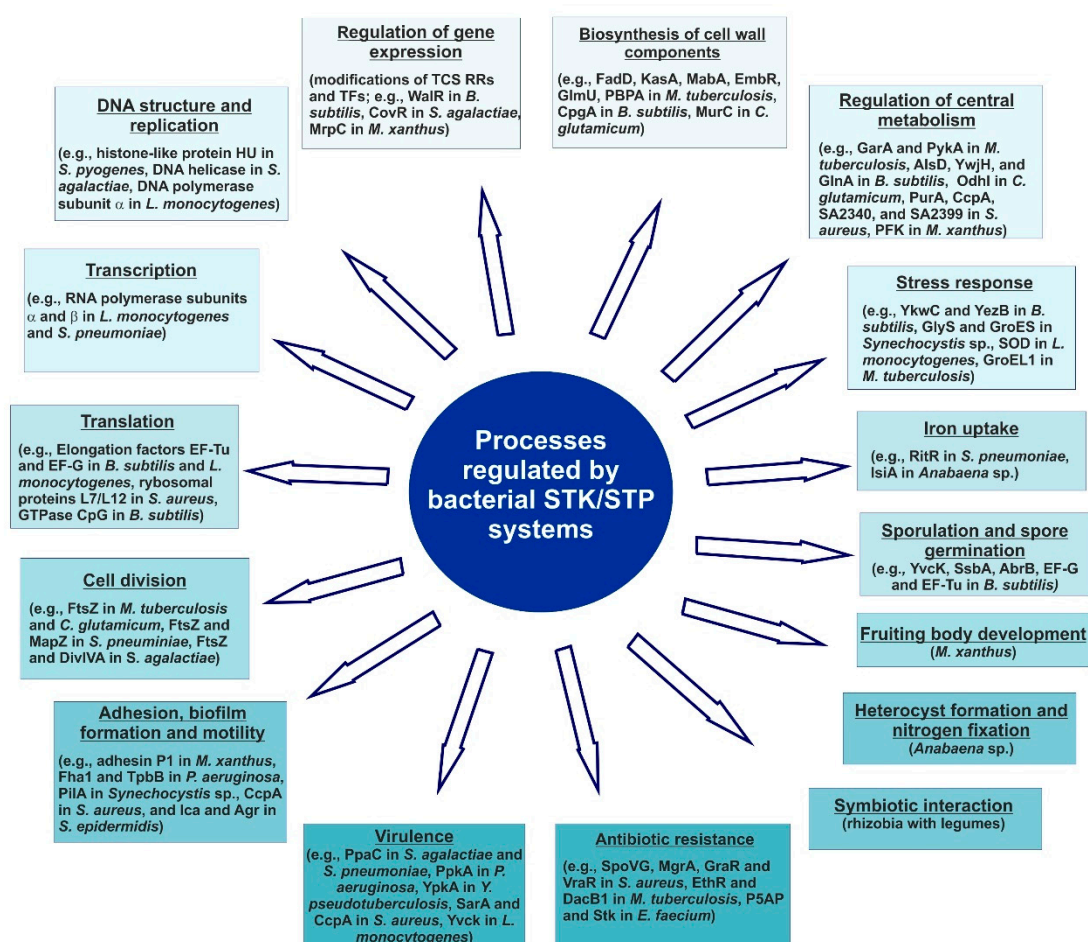 Regulation of gene
expression
(modifications of TCS RRs
and TFs; e.g., WalR in B.
subtilis, CovR in S. agalactiae,
MrpC in M. xanthus)
Biosynthesis of cell wall
components
(e.g., FadD, KasA, MabA, EmbR,
GlmU, PBPA in M. tuberculosis,
CpgA in B. subtilis, MurC in C.
glutamicum)
DNA structure and
replication
(e.g., histone-like protein HU in
S. pyogenes, DNA helicase in S.
agalactiae, DNA polymerase
subunit α in L. monocytogenes)
Regulation of central
metabolism
(e.g., GarA and PykA in M.
tuberculosis, AlsD, YwjH, and
GlnA in B. subtilis, OdhI in C.
glutamicum, PurA, CcpA,
SA2340, and SA2399 in S.
aureus, PFK in M. xanthus)
Transcription
(e.g., RNA polymerase subunits
α and β in L. monocytogenes
and S. pneumoniae)
Stress response
(e.g., YkwC and YezB in B.
subtilis, GlyS and GroES in
Synechocystis sp., SOD in L.
monocytogenes, GroEL1 in
M. tuberculosis)
Translation
(e.g., Elongation factors EF-Tu
and EF-G in B. subtilis and L.
monocytogenes, rybosomal
proteins L7/L12 in S. aureus,
GTPase CpG in B. subtilis)
Processes
regulated by
bacterial STK/STP
systems
Iron uptake
(e.g., RitR in S. pneumoniae,
IsiA in Anabaena sp.)
Sporulation and spore
germination
(e.g., YvcK, SsbA, AbrB, EF-G
and EF-Tu in B. subtilis)
Cell division
(e.g., FtsZ in M. tuberculosis
and C. glutamicum, FtsZ and
MapZ in S. pneuminiae, FtsZ
and DivIVA in S. agalactiae)
Fruiting body development
(M. xanthus)
Adhesion, biofilm
formation and motility
(e.g., adhesin P1 in M. xanthus,
Fha1 and TpbB in P. aeruginosa,
PilA in Synechocystis sp., CcpA
in S. aureus, and Ica and Agr in
S. epidermidis)
Heterocyst formation and
nitrogen fixation
(Anabaena sp.)
Symbiotic interaction
(rhizobia with legumes)
Virulence
(e.g., PpaC in S. agalactiae and
S. pneumoniae, PpkA in P.
aeruginosa, YpkA in Y.
pseudotuberculosis, SarA and
CcpA in S. aureus, Yvck in L.
monocytogenes)
Antibiotic resistance
(e.g., SpoVG, MgrA, GraR and
VraR in S. aureus, EthR and
DacB1 in M. tuberculosis, P5AP
and Stk in E. faecium)